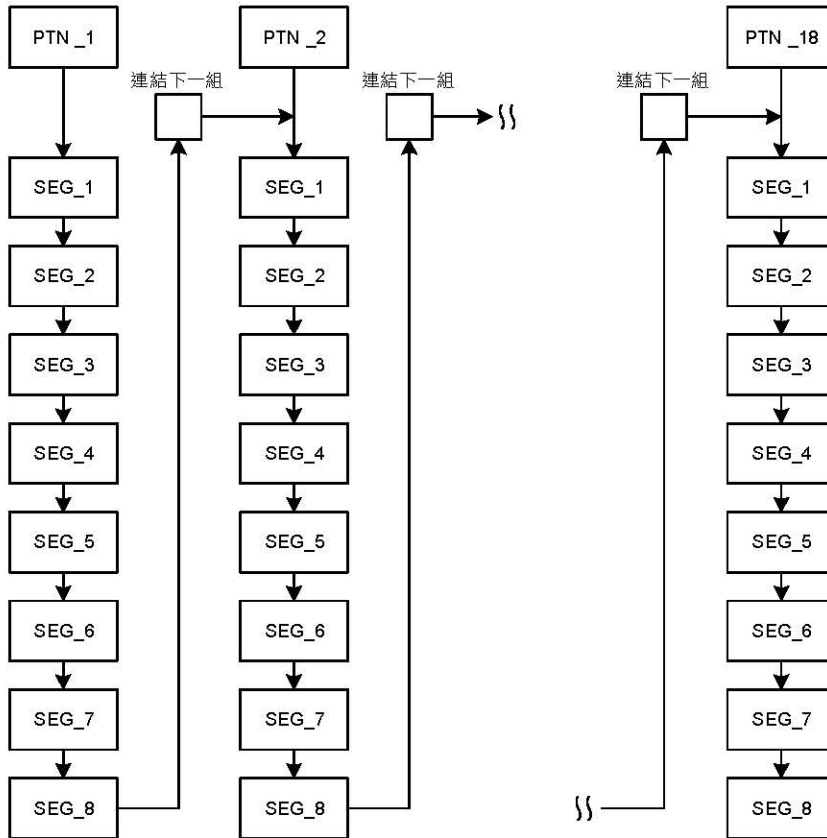 PTN _1
PTN _2
PTN _18
連結下一組
連結下一組
連結下一組
SEG_1
SEG_1
SEG_1
SEG_2
SEG_2
SEG_2
SEG_3
SEG_3
SEG_3
SEG_4
SEG_4
SEG_4
SEG_5
SEG_5
SEG_5
SEG_6
SEG_6
SEG_6
SEG_7
SEG_7
SEG_7
SEG_8
SEG_8
SEG_8